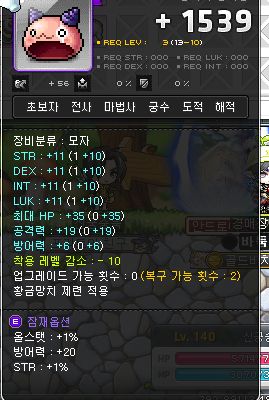 + 1539
REQ LEV : 3 (13-10)
REQ STR : 000 REQ LUK : 000
REQ DEX : 000 REQ INT : 000
+ 56 0 % 0 %
초보자 전사 마법사 궁수 도적 해적
장비분류 : 모자
STR : +11 (1 +10)
DEX : +11 (1 +10)
INT : +11 (1 +10)
LUK : +11 (1 +10)
최대 HP : +35 (0 +35)
공격력 : +19 (0 +19)
방어력 : +6 (0 +6)
착용 레벨 감소 : - 10
업그레이드 가능 횟수 : 0 (복구 가능 횟수 : 2)
황금망치 제련 적용
E 잠재옵션
올스탯 : +1%
방어력 : +20
STR : +1%
경매
Lv. 140
HP